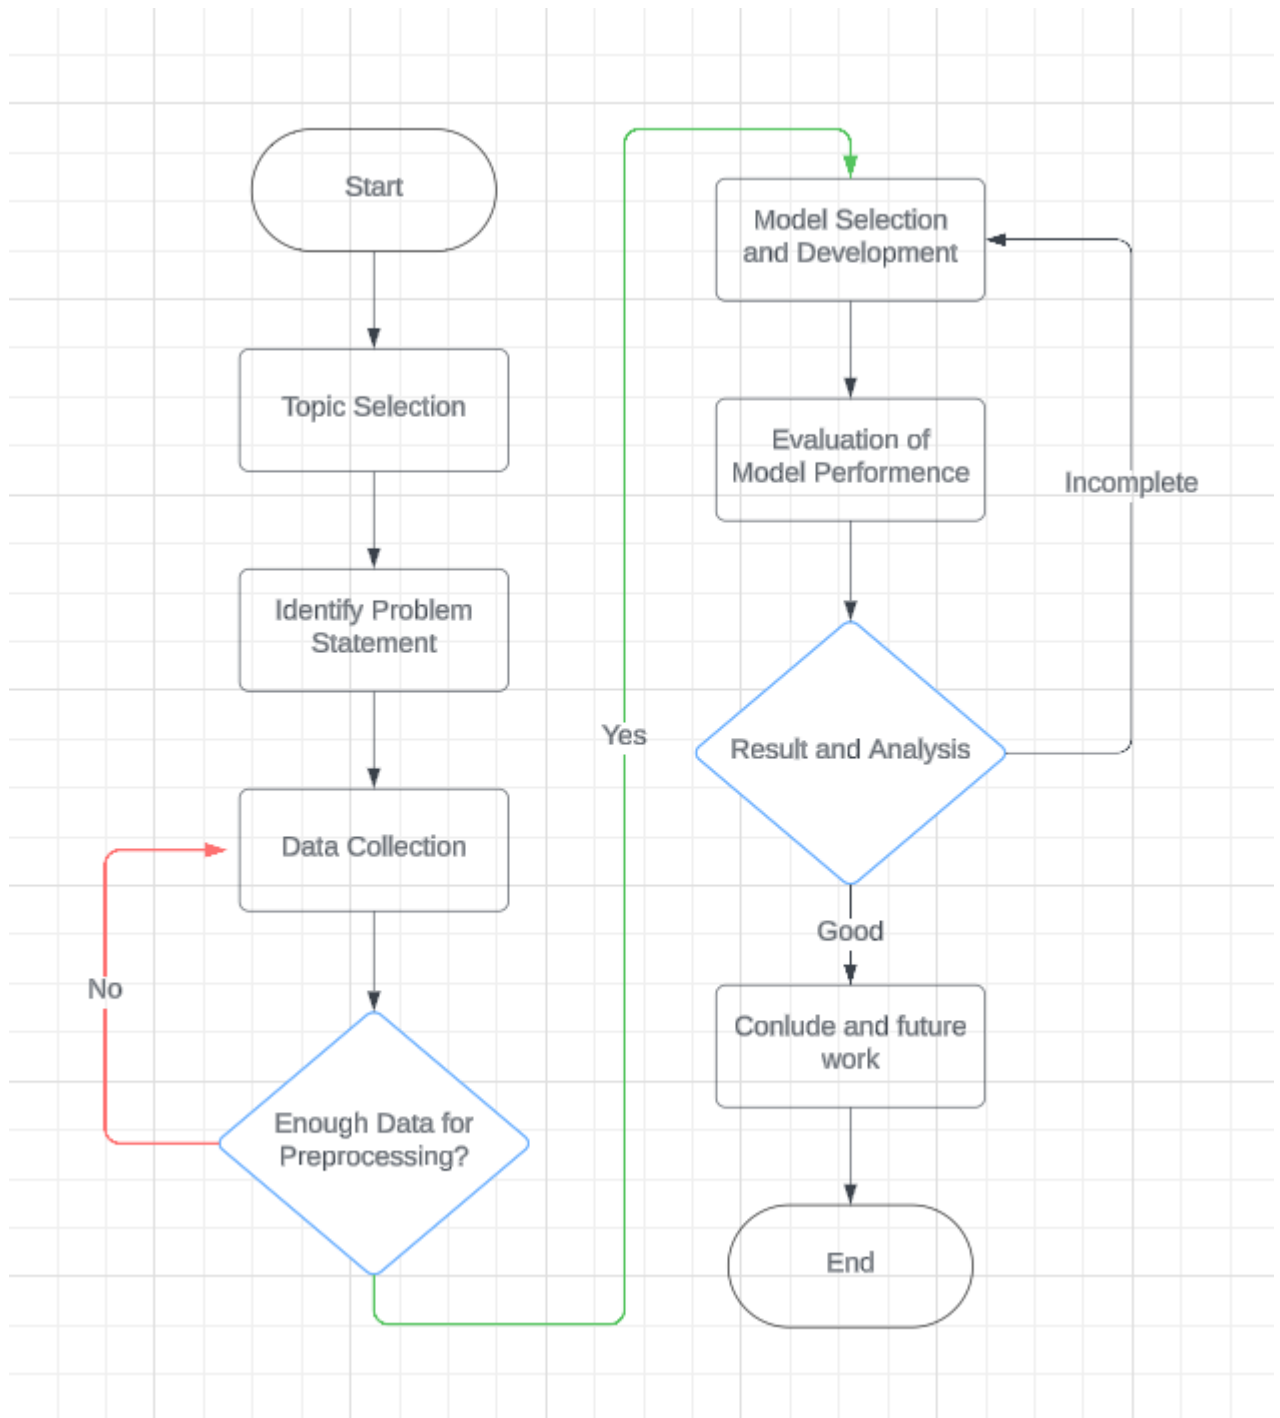 Start
Topic Selection
Identify Problem
Statement
Data Collection
No
Enough Data for
Preprocessing?
Yes
Model Selection
and Development
Evaluation of
Model Performence
Incomplete
Result and Analysis
Good
Conlude and future
work
End